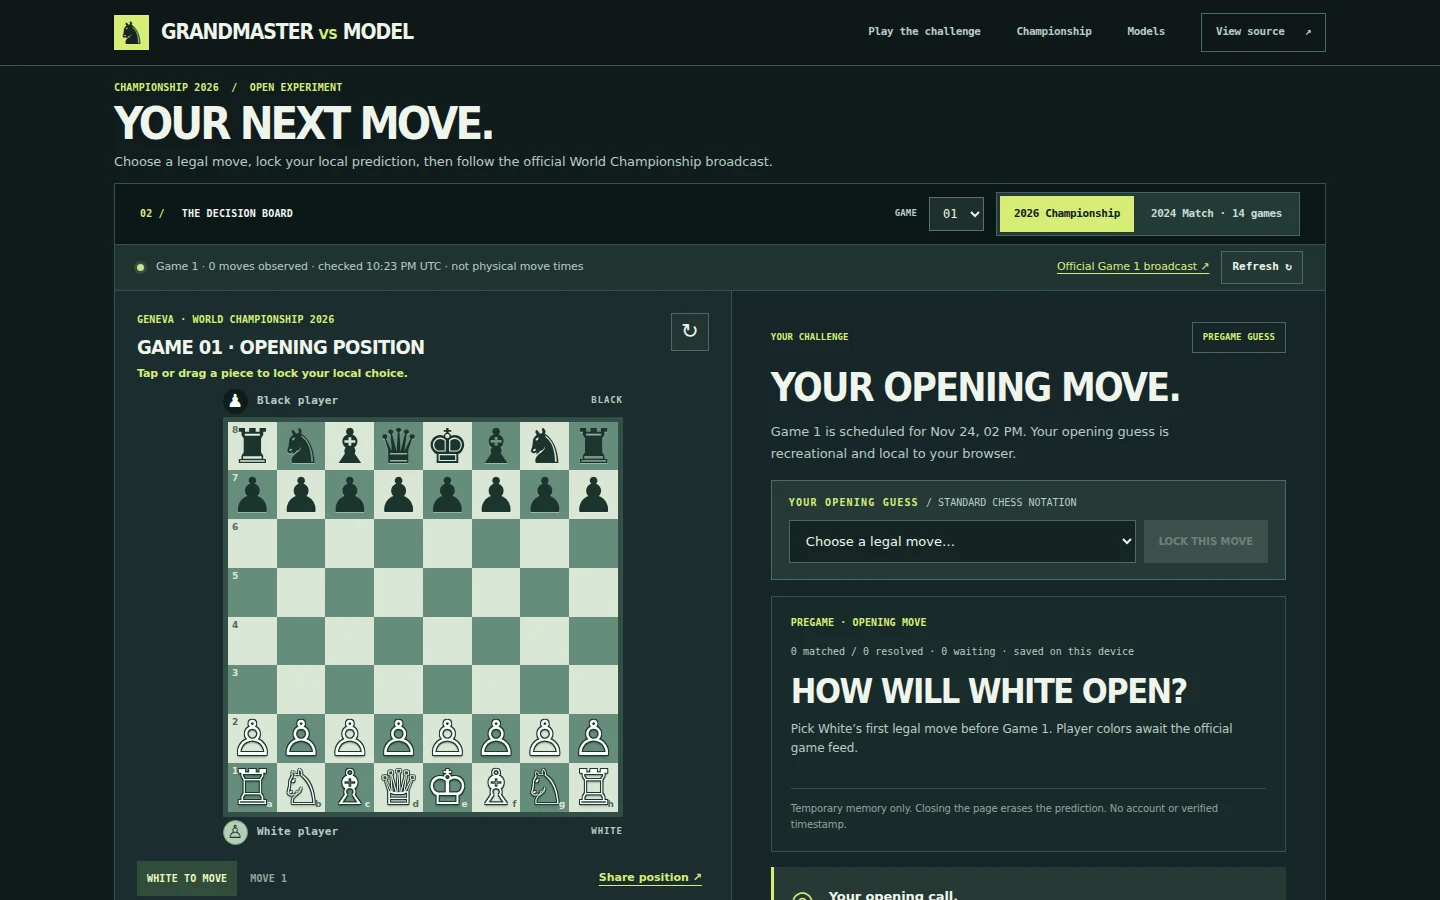 GRANDMASTER VS MODEL
Play the challenge
Championship
Models
View source ↗
CHAMPIONSHIP 2026 / OPEN EXPERIMENT
YOUR NEXT MOVE.
Choose a legal move, lock your local prediction, then follow the official World Championship broadcast.
02 / THE DECISION BOARD
GAME 01
2026 Championship
2024 Match · 14 games
Game 1 · 0 moves observed · checked 10:23 PM UTC · not physical move times
Official Game 1 broadcast ↗
Refresh ↻
GENEVA · WORLD CHAMPIONSHIP 2026
GAME 01 · OPENING POSITION
↻
Tap or drag a piece to lock your local choice.
Black player
BLACK
8
7
6
5
4
3
2
1
a b c d e f g h
White player
WHITE
WHITE TO MOVE
MOVE 1
Share position ↗
YOUR CHALLENGE
PREGAME GUESS
YOUR OPENING MOVE.
Game 1 is scheduled for Nov 24, 02 PM. Your opening guess is
recreational and local to your browser.
YOUR OPENING GUESS / STANDARD CHESS NOTATION
Choose a legal move…
LOCK THIS MOVE
PREGAME · OPENING MOVE
0 matched / 0 resolved · 0 waiting · saved on this device
HOW WILL WHITE OPEN?
Pick White’s first legal move before Game 1. Player colors await the official
game feed.
Temporary memory only. Closing the page erases the prediction. No account or verified
timestamp.
Your opening call.